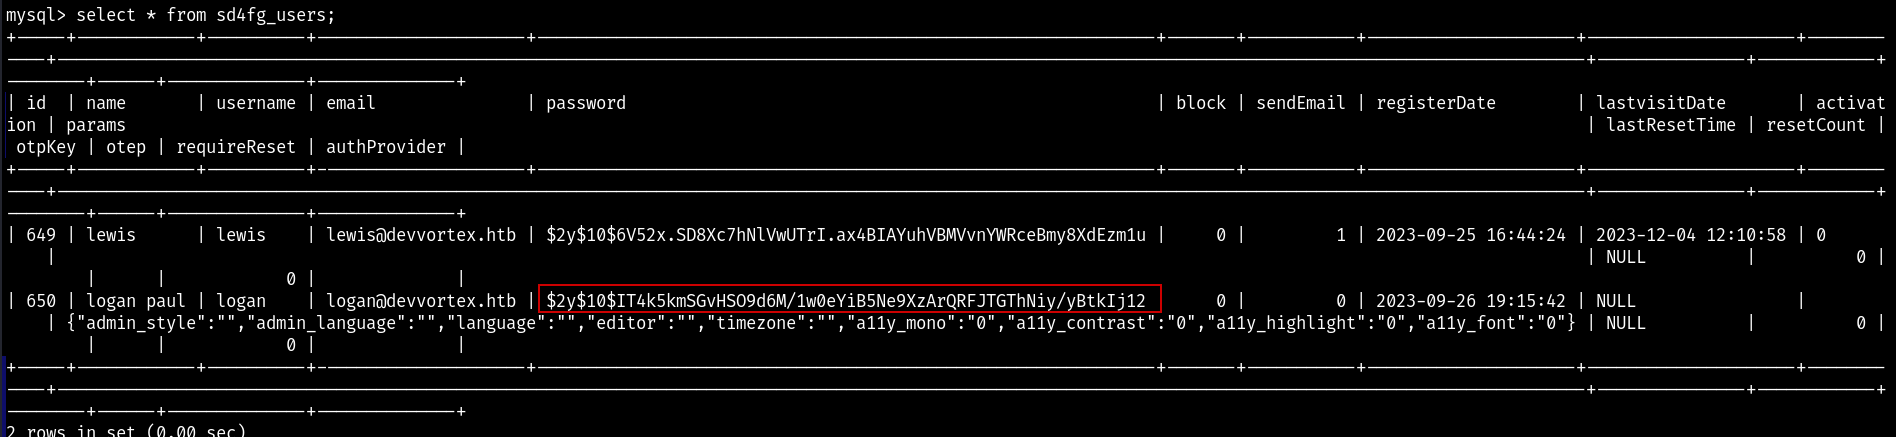 mysql> select * from sd4fg_users;
+-----+------------+----------+---------------------+--------------------------------------------------------------+-------+-----------+---------------------+---------------------+--------
----+---------------------------------------------------------------------------------------------------------------------------------------------------------+---------------+------------+
--------+------+--------------+--------------+
| id  | name       | username | email               | password                                                     | block | sendEmail | registerDate        | lastvisitDate       | activat
ion | params                                                                                                                                                  | lastResetTime | resetCount |
 otpKey | otep | requireReset | authProvider |
+-----+------------+----------+---------------------+--------------------------------------------------------------+-------+-----------+---------------------+---------------------+--------
----+---------------------------------------------------------------------------------------------------------------------------------------------------------+---------------+------------+
--------+------+--------------+--------------+
| 649 | lewis      | lewis    | lewis@devvortex.htb | $2y$10$6V52x.SD8Xc7hNlVwUTrI.ax4BIAYuhVBMVvnYWRceBmy8XdEzm1u |     0 |         1 | 2023-09-25 16:44:24 | 2023-12-04 12:10:58 | 0
    |                                                                                                                                                         | NULL          |          0 |
        |      |            0 |              |
| 650 | logan paul | logan    | logan@devvortex.htb | $2y$10$IT4k5kmSGvHSO9d6M/1w0eYiB5Ne9XzArQRFJTGThNiy/yBtkIj12 |     0 |         0 | 2023-09-26 19:15:42 | NULL                |
    | {"admin_style":"","admin_language":"","language":"","editor":"","timezone":"","a11y_mono":"0","a11y_contrast":"0","a11y_highlight":"0","a11y_font":"0"} | NULL          |          0 |
        |      |            0 |              |
+-----+------------+----------+---------------------+--------------------------------------------------------------+-------+-----------+---------------------+---------------------+--------
----+---------------------------------------------------------------------------------------------------------------------------------------------------------+---------------+------------+
--------+------+--------------+--------------+
2 rows in set (0.00 sec)